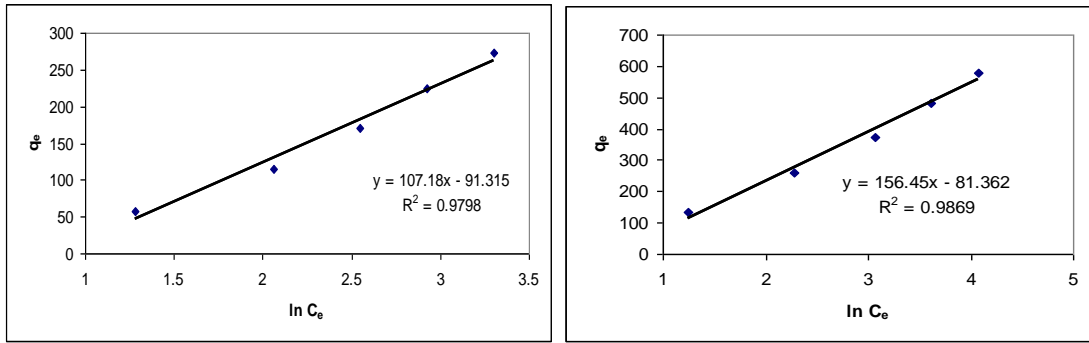 300
250
200
150
100
50
0
qe
y = 107.18x - 91.315
R² = 0.9798
1 1.5 2 2.5 3 3.5
ln Ce
700
600
500
400
300
200
100
0
qe
y = 156.45x - 81.362
R² = 0.9869
1 2 3 4 5
ln Ce